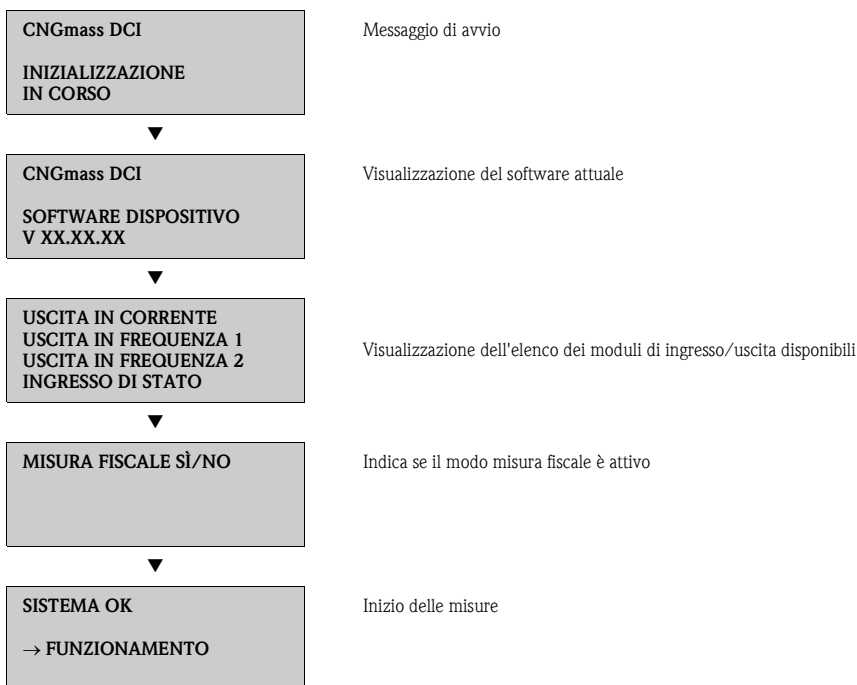 CNGmass DCI
Messaggio di avvio
INIZIALIZZAZIONE
IN CORSO
▼
CNGmass DCI
Visualizzazione del software attuale
SOFTWARE DISPOSITIVO
V XX.XX.XX
▼
USCITA IN CORRENTE
USCITA IN FREQUENZA 1
USCITA IN FREQUENZA 2
INGRESSO DI STATO
Visualizzazione dell'elenco dei moduli di ingresso/uscita disponibili
▼
MISURA FISCALE SÌ/NO
Indica se il modo misura fiscale è attivo
▼
SISTEMA OK
Inizio delle misure
→ FUNZIONAMENTO